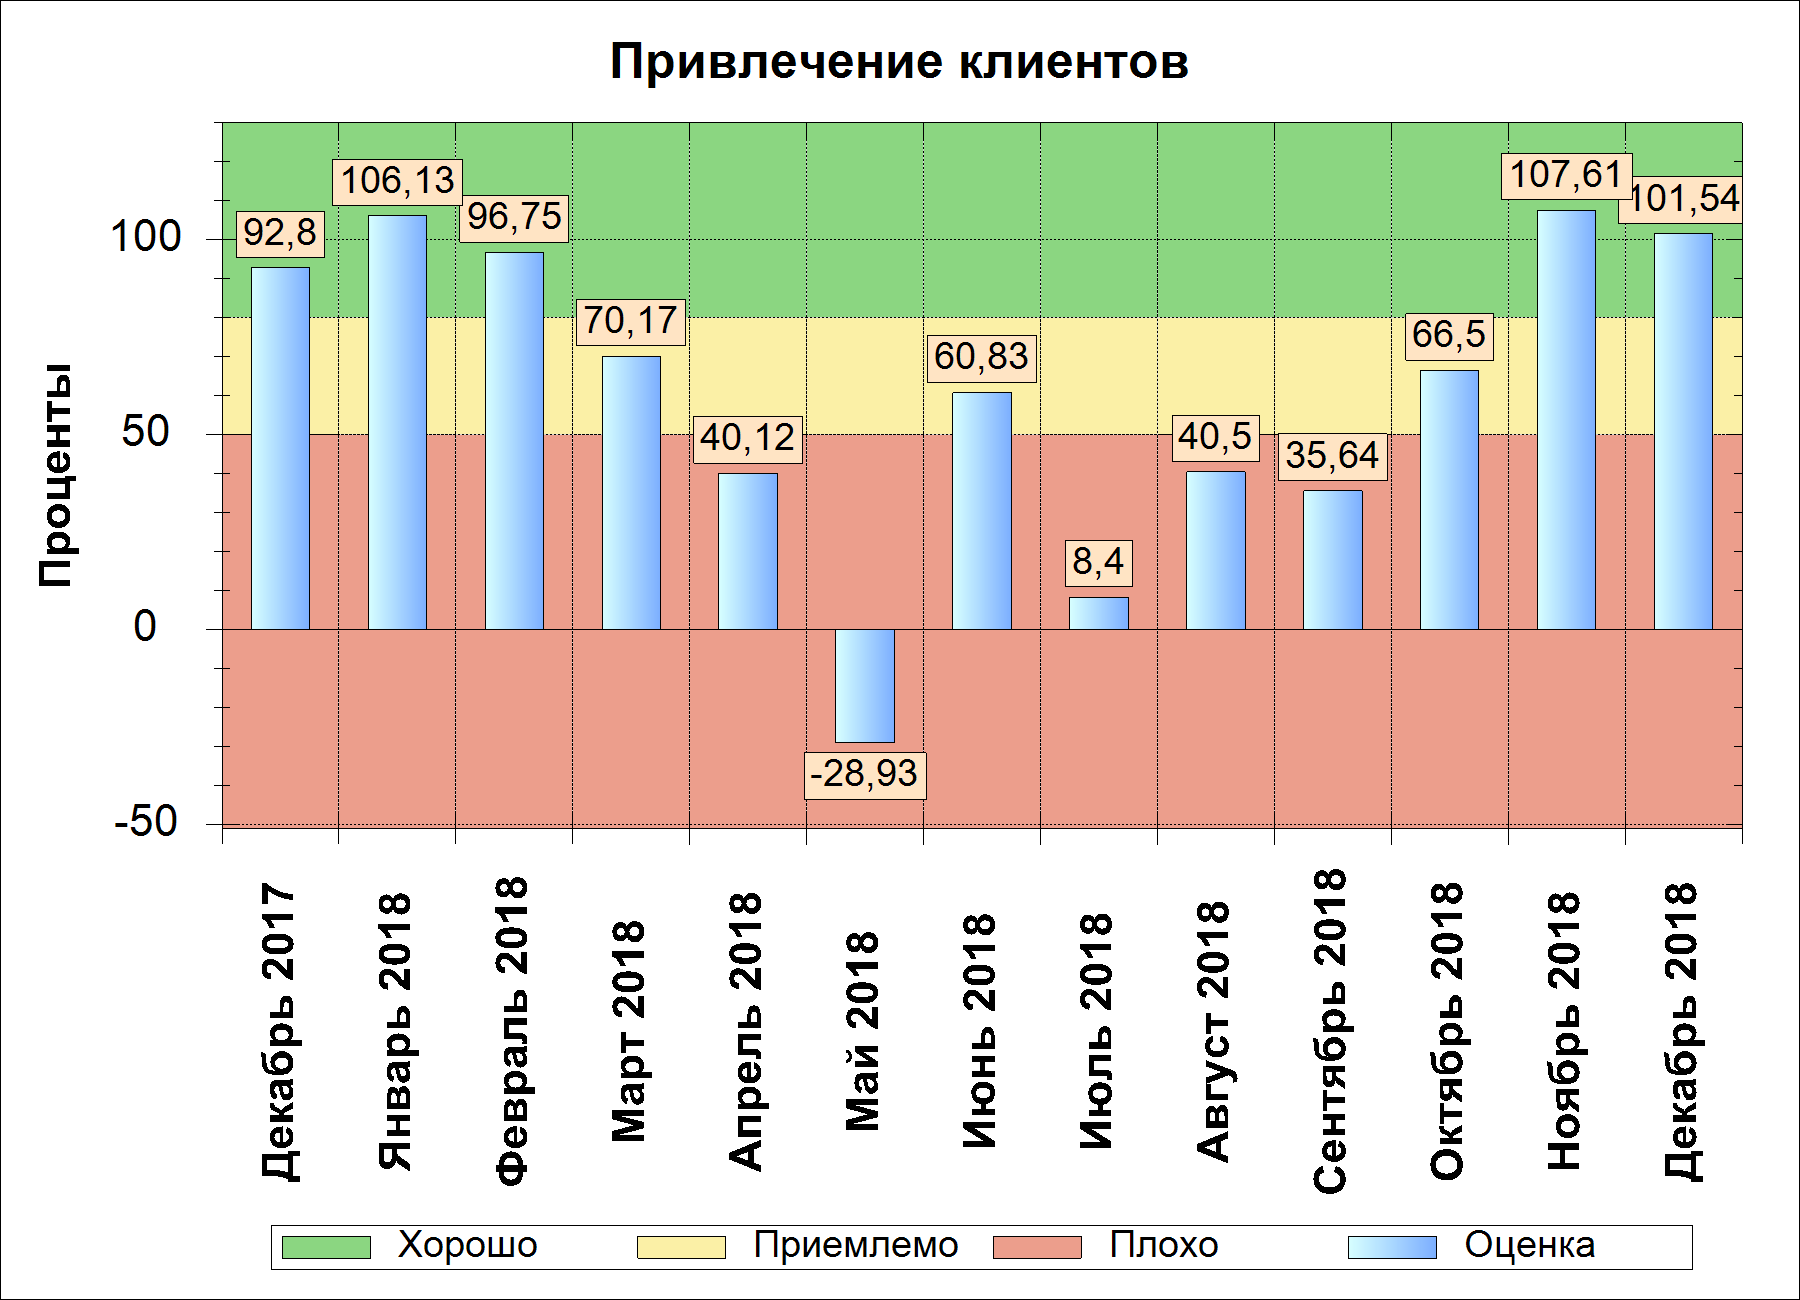 Привлечение клиентов
Проценты
100
50
0
-50
92,8
106,13
96,75
70,17
40,12
-28,93
60,83
8,4
40,5
35,64
66,5
107,61
101,54
Декабрь 2017
Январь 2018
Февраль 2018
Март 2018
Апрель 2018
Май 2018
Июнь 2018
Июль 2018
Август 2018
Сентябрь 2018
Октябрь 2018
Ноябрь 2018
Декабрь 2018
Хорошо
Приемлемо
Плохо
Оценка